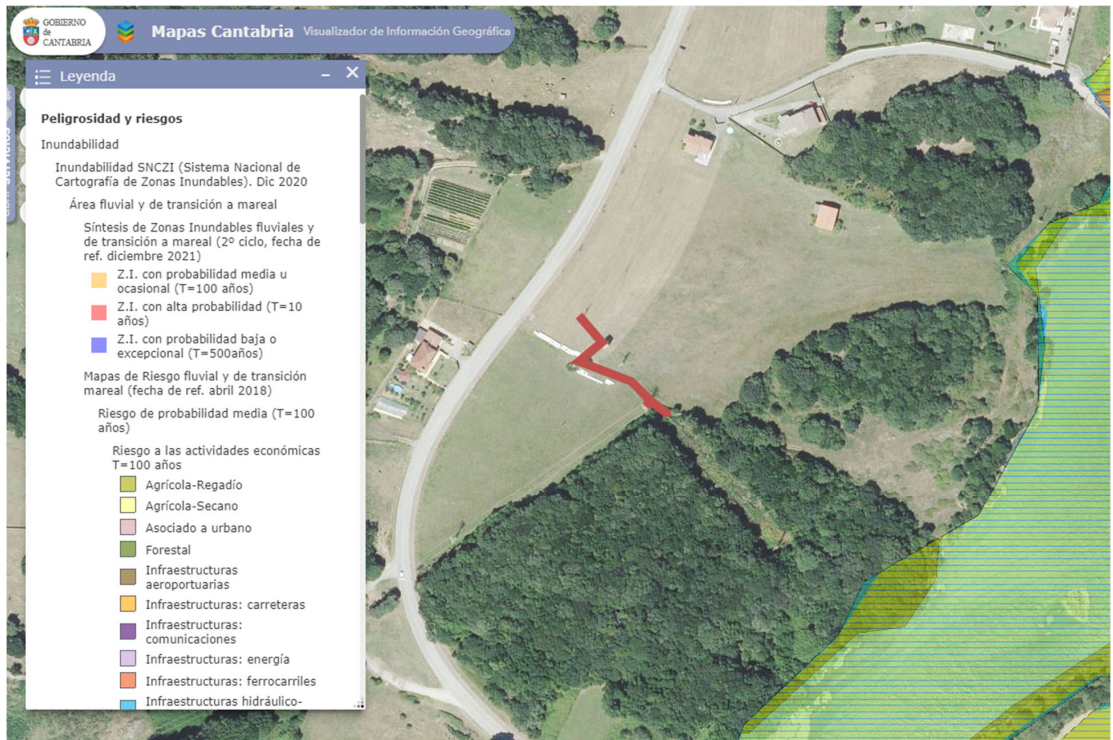 GOBIERNO
de
CANTABRIA
Mapas Cantabria Visualizador de Información Geográfica
Leyenda
Peligrosidad y riesgos
Inundabilidad
Inundabilidad SNCZI (Sistema Nacional de
Cartografía de Zonas Inundables). Dic 2020
Área fluvial y de transición a mareal
Síntesis de Zonas Inundables fluviales y
de transición a mareal (2º ciclo, fecha de
ref. diciembre 2021)
Z.I. con probabilidad media u
ocasional (T=100 años)
Z.I. con alta probabilidad (T=10
años)
Z.I. con probabilidad baja o
excepcional (T=500años)
Mapas de Riesgo fluvial y de transición
mareal (fecha de ref. abril 2018)
Riesgo de probabilidad media (T=100
años)
Riesgo a las actividades económicas
T=100 años
Agrícola-Regadío
Agrícola-Secano
Asociado a urbano
Forestal
Infraestructuras
aeroportuarias
Infraestructuras: carreteras
Infraestructuras:
comunicaciones
Infraestructuras: energía
Infraestructuras: ferrocarriles
Infraestructuras hidráulico-